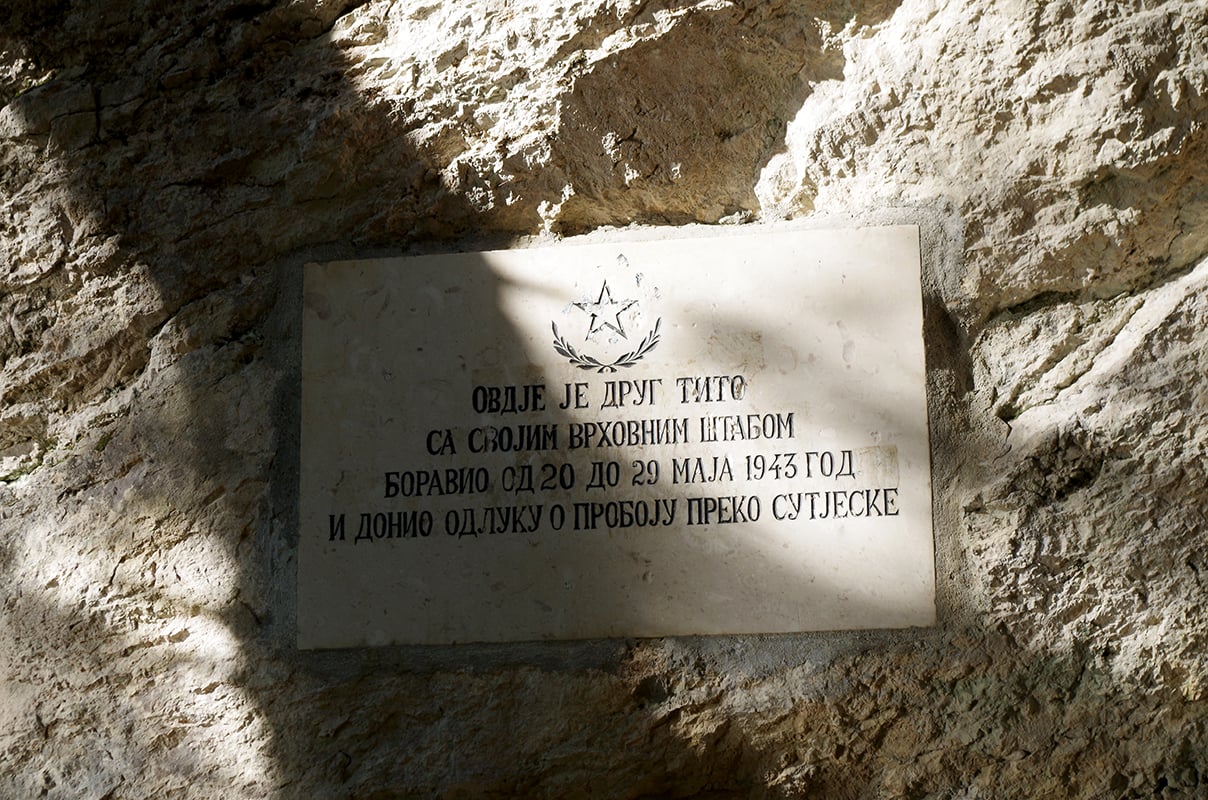 ОВДЈЕ ЈЕ ДРУГ ТИТО
СА СВОЈИМ ВРХОВНИМ ШТАБОМ
БОРАВИО ОД 20 ДО 29 МАЈА 1943 ГОД
И ДОНИО ОДЛУКУ О ПРОБОЈУ ПРЕКО СУТЈЕСКЕ